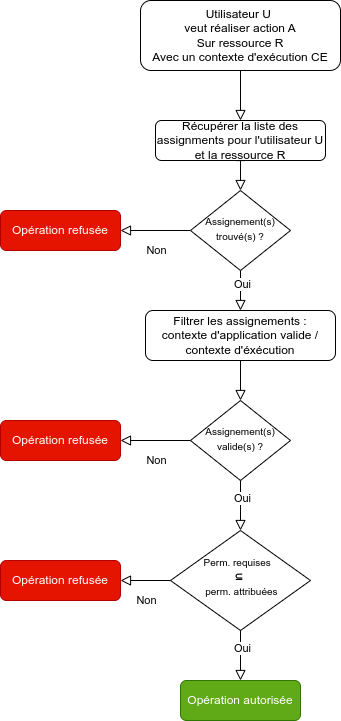 Utilisateur U
veut réaliser action A
Sur ressource R
Avec un contexte d'exécution CE
Récupérer la liste des
assignments pour l'utilisateur U
et la ressource R
Assignement(s)
trouvé(s) ?
Opération refusée
Non
Oui
Filtrer les assignements :
contexte d'application valide /
contexte d'éxécution
Assignement(s)
valide(s) ?
Opération refusée
Non
Oui
Perm. requises
⊆
perm. attribuées
Opération refusée
Non
Oui
Opération autorisée